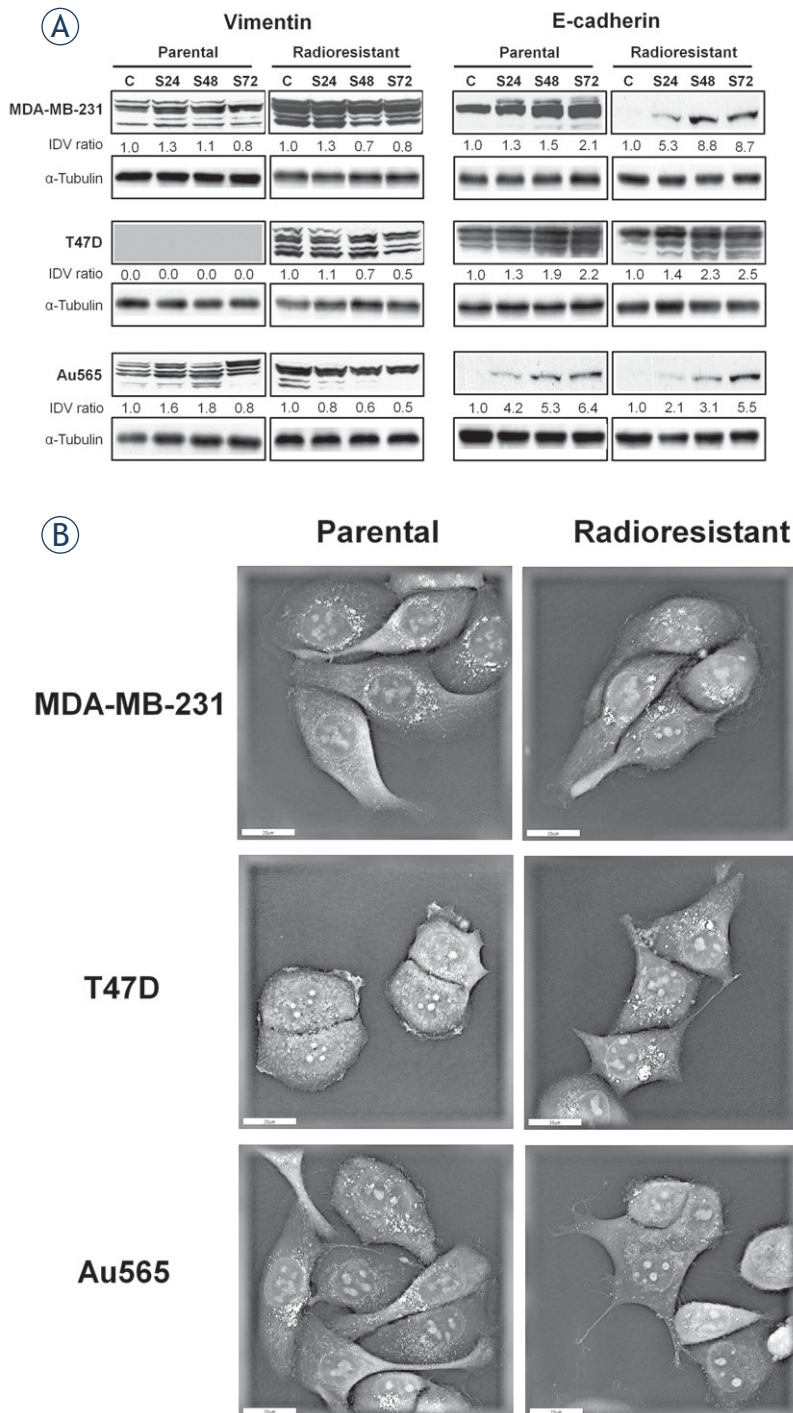 A
Vimentin E-cadherin
Parental Radioresistant Parental Radioresistant
C S24 S48 S72 C S24 S48 S72 C S24 S48 S72 C S24 S48 S72
MDA-MB-231
IDV ratio 1.0 1.3 1.1 0.8 1.0 1.3 0.7 0.8 1.0 1.3 1.5 2.1 1.0 5.3 8.8 8.7
α-Tubulin
T47D
IDV ratio 0.0 0.0 0.0 0.0 1.0 1.1 0.7 0.5 1.0 1.3 1.9 2.2 1.0 1.4 2.3 2.5
α-Tubulin
Au565
IDV ratio 1.0 1.6 1.8 0.8 1.0 0.8 0.6 0.5 1.0 4.2 5.3 6.4 1.0 2.1 3.1 5.5
α-Tubulin
B
Parental Radioresistant
MDA-MB-231
20µm 20µm
T47D
20µm 20µm
Au565
20µm 20µm